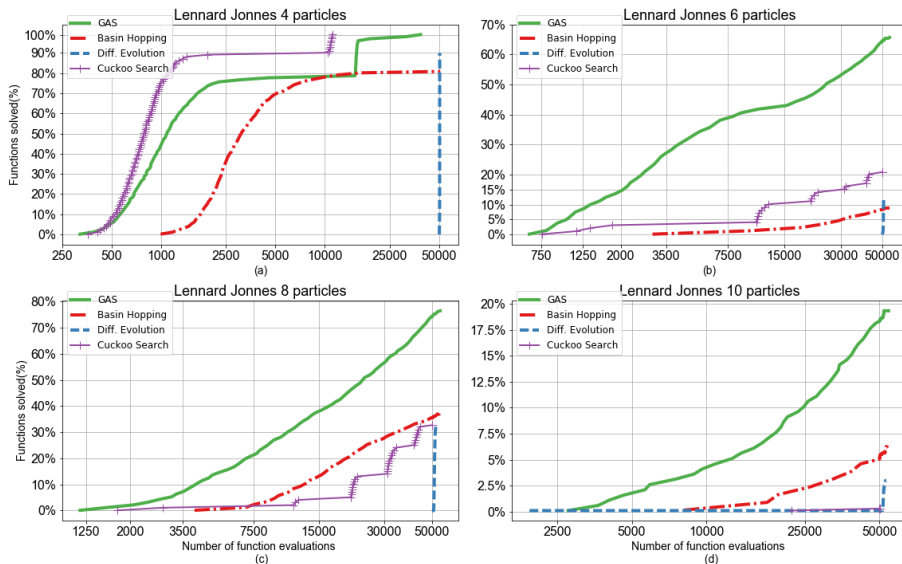 Lennard Jonnes 4 particles
GAS
Basin Hopping
Diff. Evolution
Cuckoo Search
Functions solved(%)
100%
90%
80%
70%
60%
50%
40%
30%
20%
10%
0%
250 500 1000 2500 5000 10000 25000 50000
(a)
Lennard Jonnes 6 particles
GAS
Basin Hopping
Diff. Evolution
Cuckoo Search
70%
60%
50%
40%
30%
20%
15%
10%
5%
0%
750 1250 2000 3500 7500 15000 30000 50000
(b)
Lennard Jonnes 8 particles
GAS
Basin Hopping
Diff. Evolution
Cuckoo Search
Functions solved(%)
80%
70%
60%
50%
40%
30%
20%
10%
0%
1250 2000 3500 7500 15000 30000 50000
Number of function evaluations
(c)
Lennard Jonnes 10 particles
GAS
Basin Hopping
Diff. Evolution
Cuckoo Search
20%
17.5%
15%
12.5%
10%
7.5%
5%
2.5%
0%
2500 5000 10000 25000 50000
Number of function evaluations
(d)